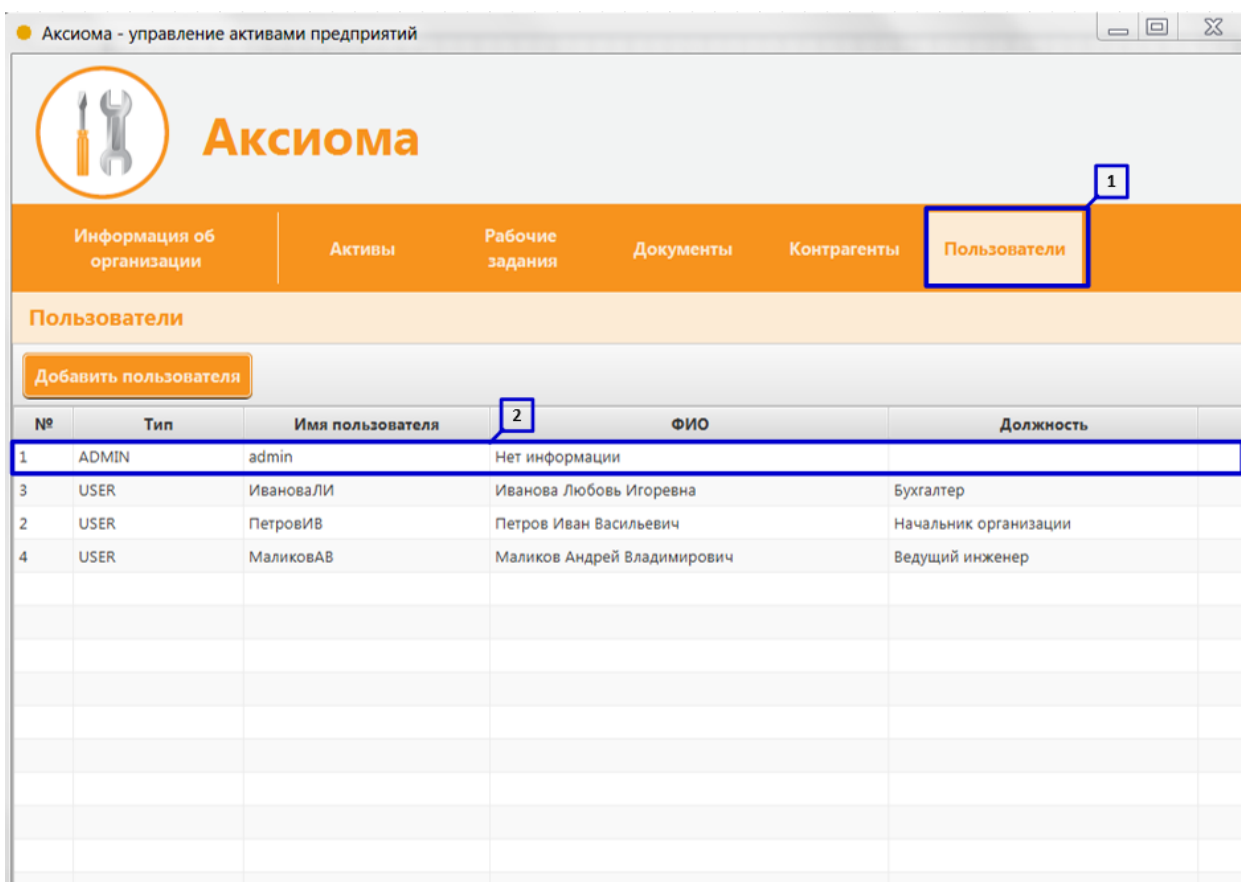 Аксиома - управление активами предприятий
Аксиома
1
Информация об организации Активы Рабочие задания Документы Контрагенты Пользователи
Пользователи
Добавить пользователя
№ Тип Имя пользователя 2 ФИО Должность
1 ADMIN admin Нет информации
3 USER ИвановаЛИ Иванова Любовь Игоревна Бухгалтер
2 USER ПетровИВ Петров Иван Васильевич Начальник организации
4 USER МаликовАВ Маликов Андрей Владимирович Ведущий инженер